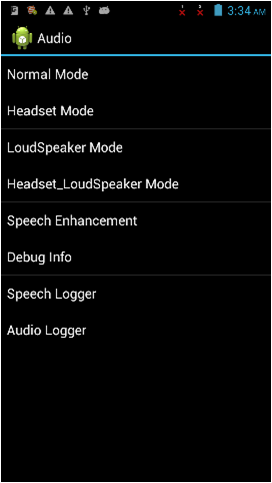 3:34 AM
Audio
Normal Mode
Headset Mode
LoudSpeaker Mode
Headset_LoudSpeaker Mode
Speech Enhancement
Debug Info
Speech Logger
Audio Logger